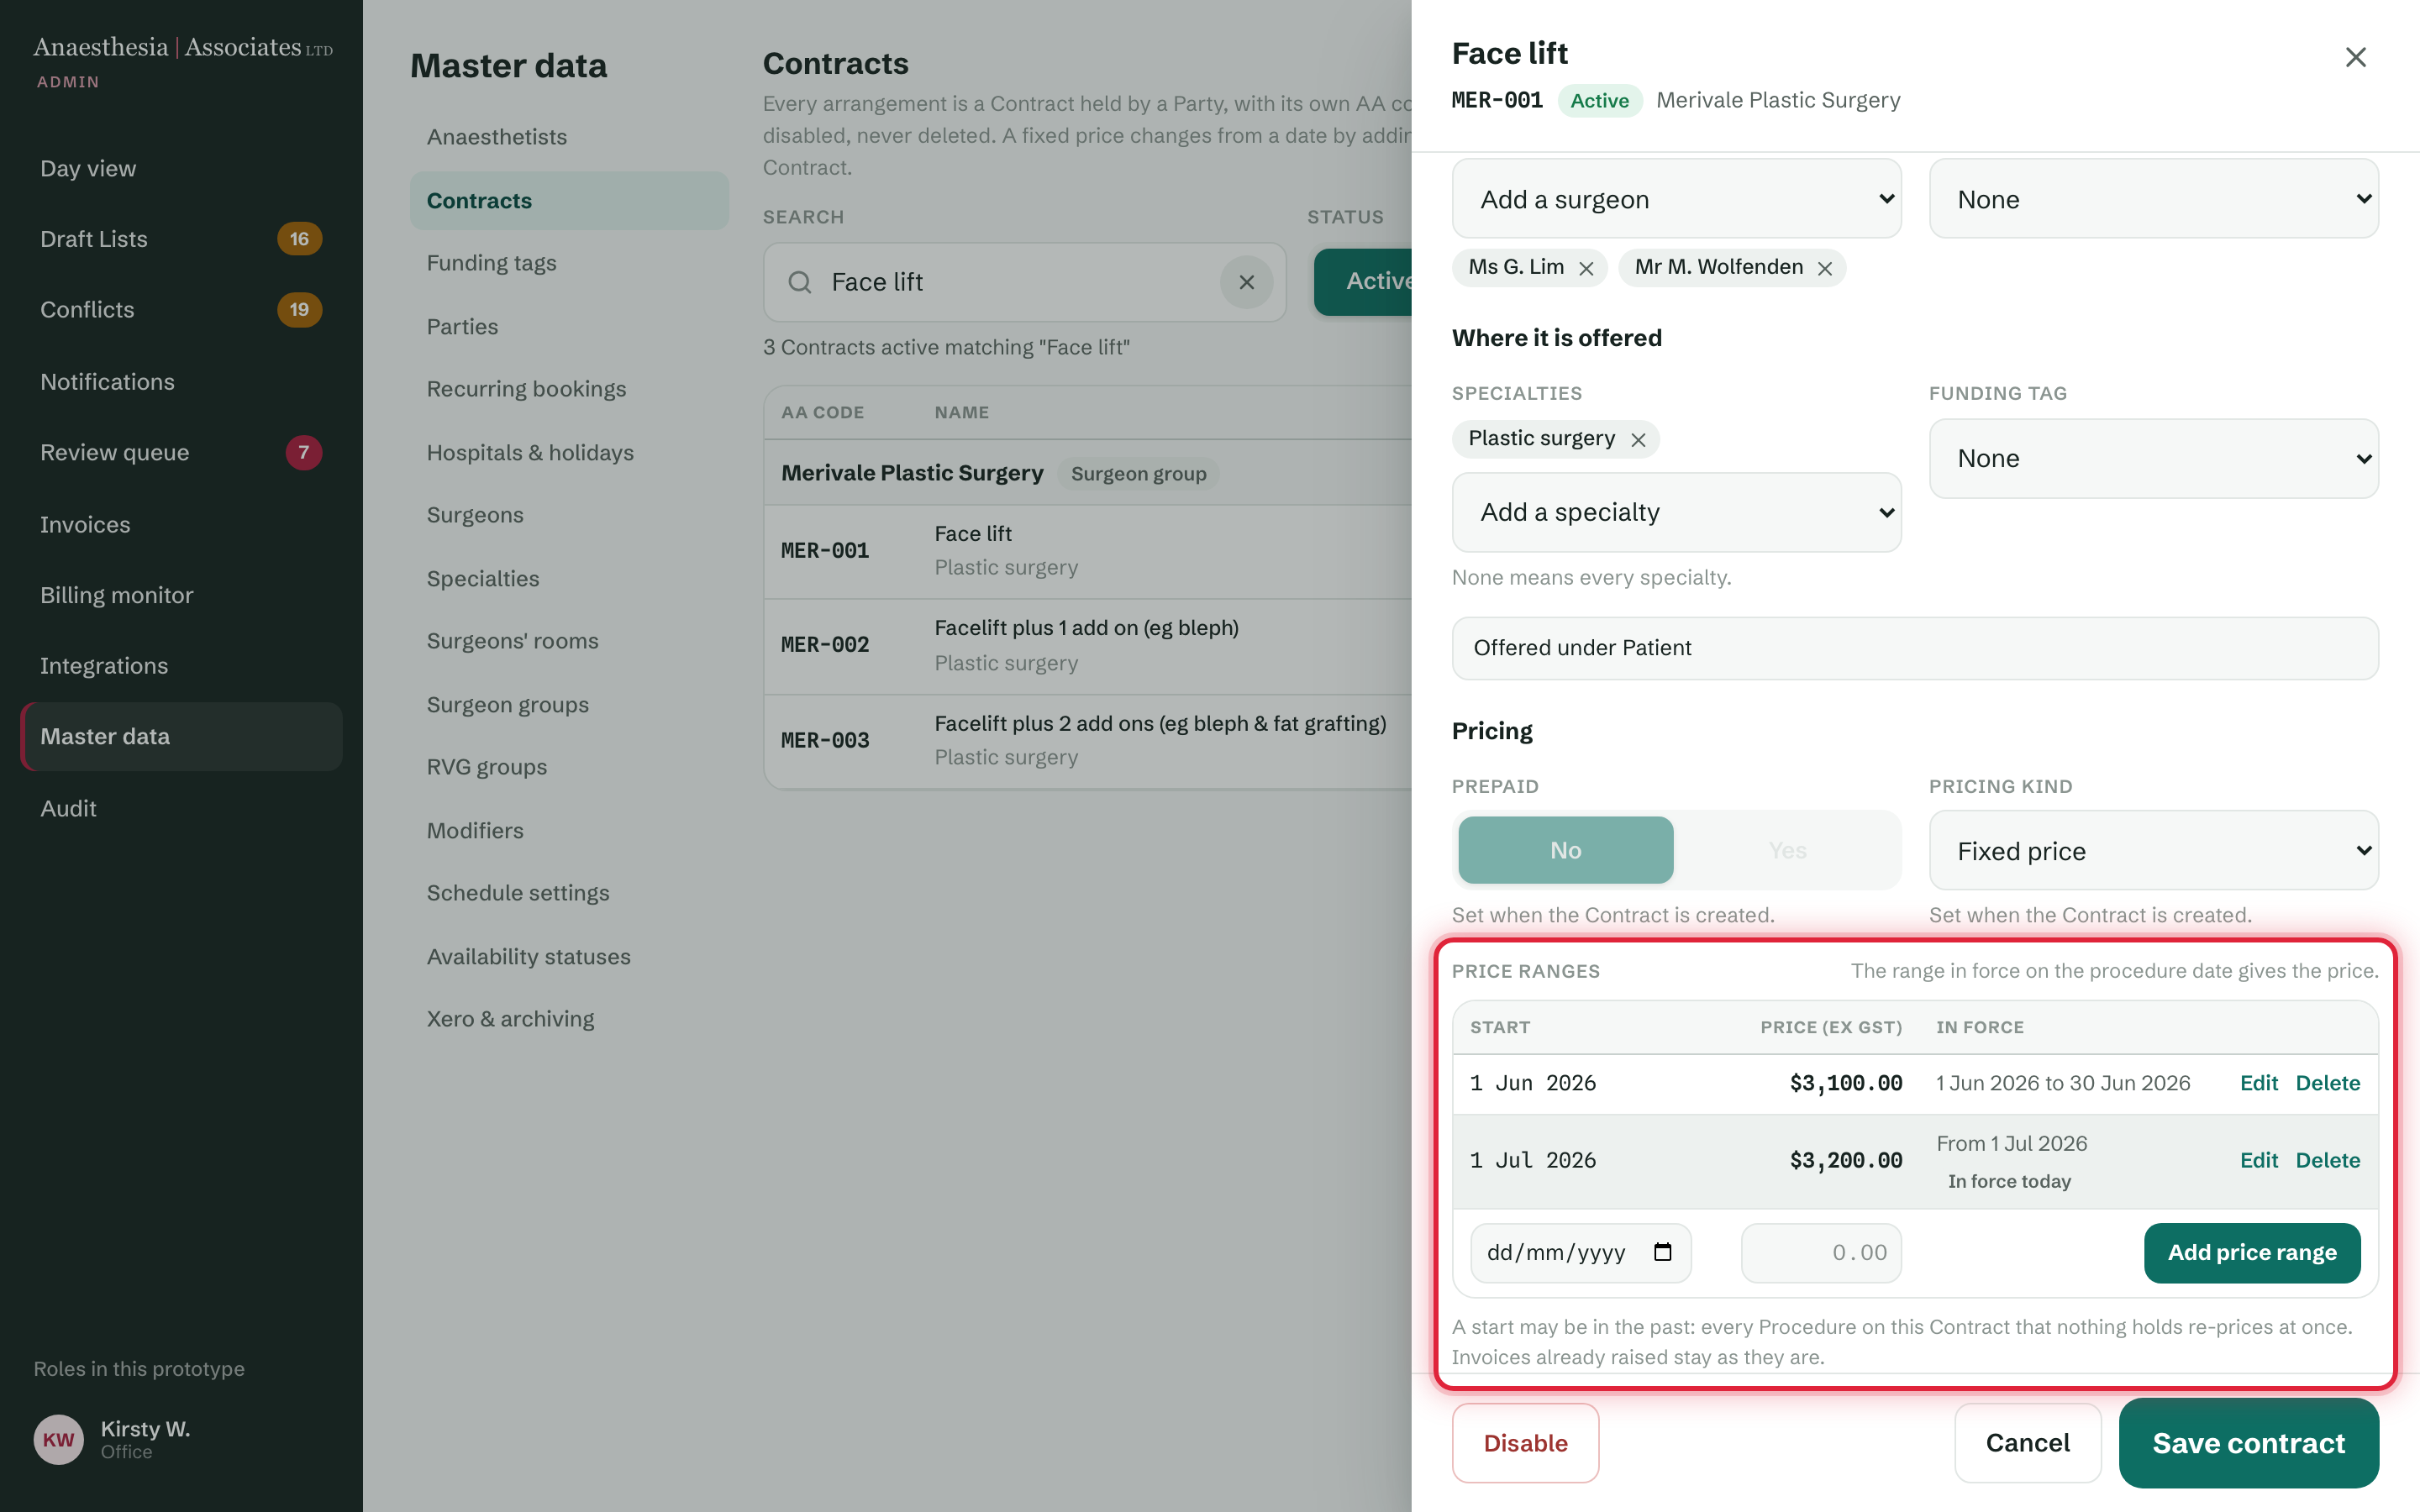 Anaesthesia | Associates LTD
ADMIN
Day view
Draft Lists 16
Conflicts 19
Notifications
Review queue 7
Invoices
Billing monitor
Integrations
Master data
Audit
Roles in this prototype
KW
Kirsty W.
Office
Master data
Anaesthetists
Contracts
Funding tags
Parties
Recurring bookings
Hospitals & holidays
Surgeons
Specialties
Surgeons' rooms
Surgeon groups
RVG groups
Modifiers
Schedule settings
Availability statuses
Xero & archiving
Contracts
Every arrangement is a Contract held by a Party, with its own AA
disabled, never deleted. A fixed price changes from a date by
Contract.
SEARCH STATUS
Face lift
Active
3 Contracts active matching "Face lift"
AA CODE NAME
Merivale Plastic Surgery Surgeon group
MER-001 Face lift
Plastic surgery
MER-002 Facelift plus 1 add on (eg bleph)
Plastic surgery
MER-003 Facelift plus 2 add ons (eg bleph & fat grafting)
Plastic surgery
Face lift
MER-001 Active Merivale Plastic Surgery
Add a surgeon None
Ms G. Lim Mr M. Wolfenden
Where it is offered
SPECIALTIES FUNDING TAG
Plastic surgery
None
Add a specialty
None means every specialty.
Offered under Patient
Pricing
PREPAID PRICING KIND
No Yes Fixed price
Set when the Contract is created. Set when the Contract is created.
PRICE RANGES The range in force on the procedure date gives the price.
START PRICE (EX GST) IN FORCE
1 Jun 2026 $3,100.00 1 Jun 2026 to 30 Jun 2026 Edit Delete
1 Jul 2026 $3,200.00 From 1 Jul 2026 Edit Delete
In force today
dd/mm/yyyy 0.00 Add price range
A start may be in the past: every Procedure on this Contract that nothing holds re-prices at once.
Invoices already raised stay as they are.
Disable Cancel Save contract